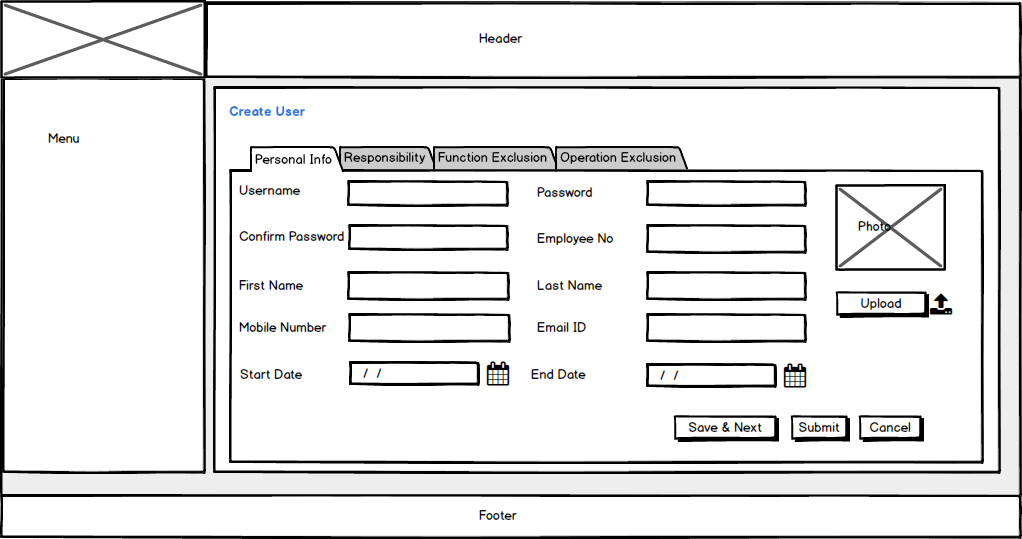 Header
Menu
Create User
Personal Info Responsibility Function Exclusion Operation Exclusion
Username Password
Photo
Confirm Password Employee No
First Name Last Name
Upload
Mobile Number Email ID
Start Date / / End Date / /
Save & Next Submit Cancel
Footer